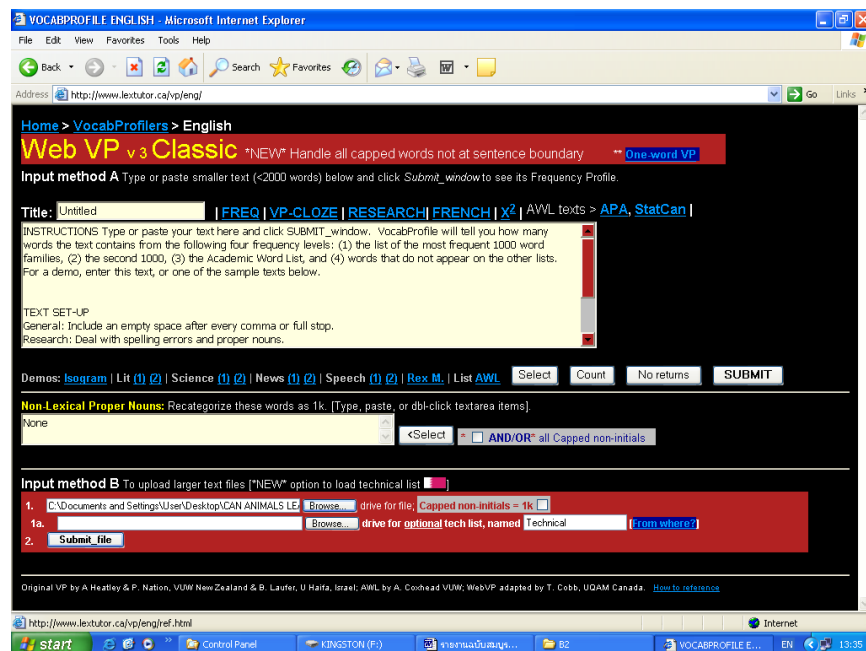 VOCABPROFILE ENGLISH - Microsoft Internet Explorer
File Edit View Favorites Tools Help
Back Search Favorites
Address http://www.lextutor.ca/vp/eng/ Go Links
Home > VocabProfilers > English
Web VP v 3 Classic *NEW* Handle all capped words not at sentence boundary ** One-word VP
Input method A Type or paste smaller text (<2000 words) below and click Submit_window to see its Frequency Profile.
Title: Untitled | FREQ | VP-CLOZE | RESEARCH | FRENCH | X2 | AWL texts > APA, StatCan |
INSTRUCTIONS Type or paste your text here and click SUBMIT_window. VocabProfile will tell you how many
words the text contains from the following four frequency levels: (1) the list of the most frequent 1000 word
families, (2) the second 1000, (3) the Academic Word List, and (4) words that do not appear on the other lists.
For a demo, enter this text, or one of the sample texts below.
TEXT SET-UP
General: Include an empty space after every comma or full stop.
Research: Deal with spelling errors and proper nouns.
Demos: Isogram | Lit (1) (2) | Science (1) (2) | News (1) (2) | Speech (1) (2) | Rex M. | List AWL Select Count No returns SUBMIT
Non-Lexical Proper Nouns: Recategorize these words as 1k. [Type, paste, or dbl-click textarea items].
None
<Select * AND/OR* all Capped non-initials
Input method B To upload larger text files [*NEW* option to load technical list ]
1. C:\Documents and Settings\User\Desktop\CAN ANIMALS LEA Browse... drive for file; Capped non-initials = 1k
1a. Browse... drive for optional tech list, named Technical [From where?]
2. Submit_file
Original VP by A Heatley & P. Nation, VUW New Zealand & B. Laufer, U Haifa, Israel; AWL by A. Coxhead VUW; WebVP adapted by T. Cobb, UQAM Canada. How to reference
http://www.lextutor.ca/vp/eng/ref.html Internet
start Control Panel KINGSTON (F:) รายงานฉบับสมบูร... B2 VOCABPROFILE E... EN 13:35